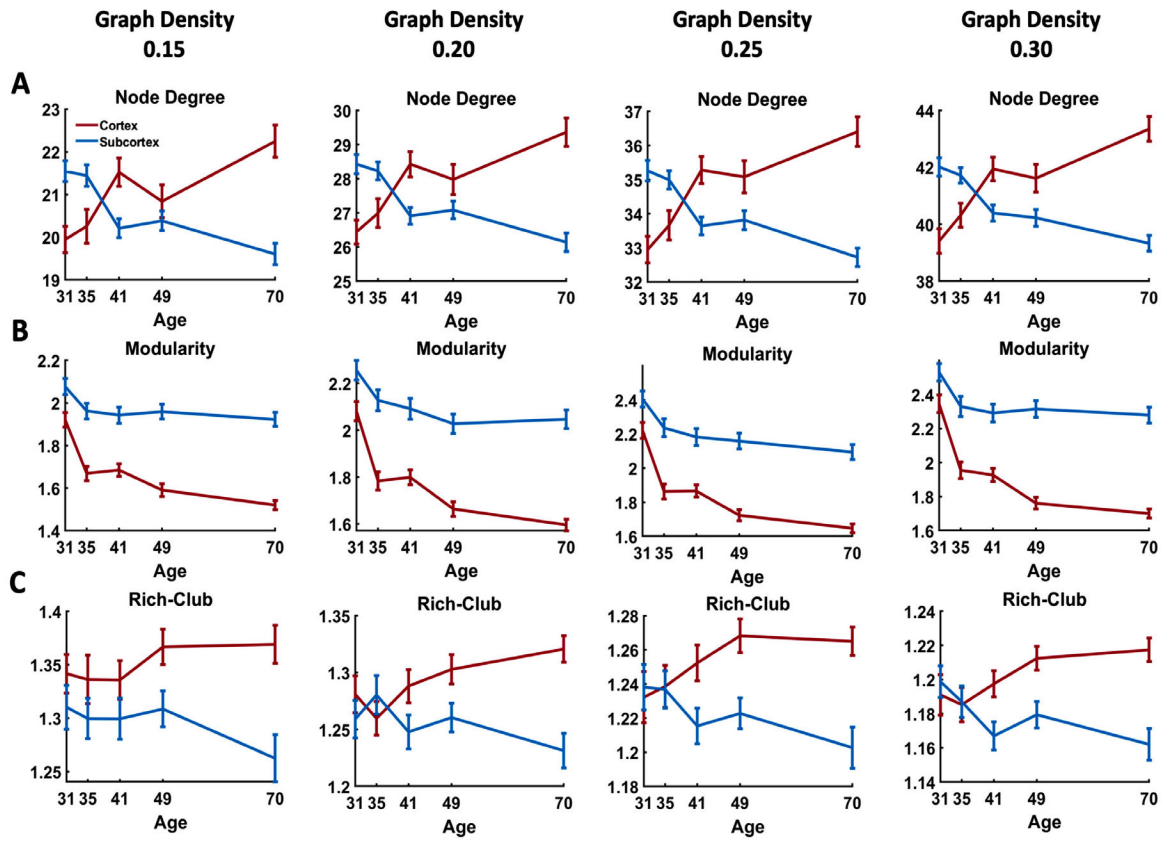 Graph Density
0.15
Graph Density
0.20
Graph Density
0.25
Graph Density
0.30
A
Node Degree
23
22
21
20
19
Cortex
Subcortex
31 35 41 49 70
Age
Node Degree
30
29
28
27
26
25
31 35 41 49 70
Age
Node Degree
37
36
35
34
33
32
31 35 41 49 70
Age
Node Degree
44
42
40
38
31 35 41 49 70
Age
B
Modularity
2.2
2
1.8
1.6
1.4
31 35 41 49 70
Age
Modularity
2.2
2
1.8
1.6
31 35 41 49 70
Age
Modularity
2.4
2.2
2
1.8
1.6
31 35 41 49 70
Age
Modularity
2.6
2.4
2.2
2
1.8
1.6
31 35 41 49 70
Age
C
Rich-Club
1.4
1.35
1.3
1.25
31 35 41 49 70
Age
Rich-Club
1.35
1.3
1.25
1.2
31 35 41 49 70
Age
Rich-Club
1.28
1.26
1.24
1.22
1.2
1.18
31 35 41 49 70
Age
Rich-Club
1.24
1.22
1.2
1.18
1.16
1.14
31 35 41 49 70
Age